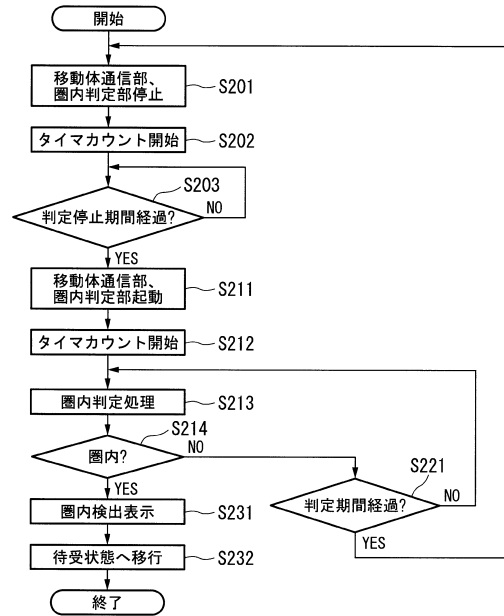 開始
移動体通信部、
圏内判定部停止
S201
タイマカウント開始
S202
S203
判定停止期間経過?
NO
YES
移動体通信部、
圏内判定部起動
S211
タイマカウント開始
S212
圏内判定処理
S213
S214
圏内?
NO
YES
S221
判定期間経過?
NO
YES
圏内検出表示
S231
待受状態へ移行
S232
終了